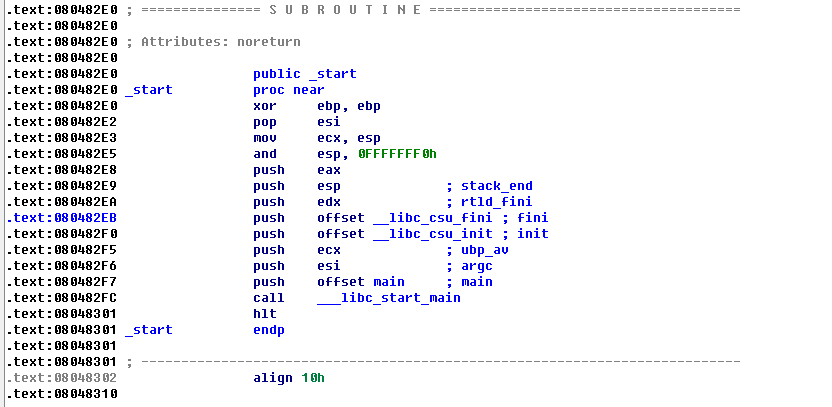 .text:080482E0 ; =============== S U B R O U T I N E =======================================
.text:080482E0
.text:080482E0 ; Attributes: noreturn
.text:080482E0
.text:080482E0                 public _start
.text:080482E0 _start          proc near
.text:080482E0                 xor     ebp, ebp
.text:080482E2                 pop     esi
.text:080482E3                 mov     ecx, esp
.text:080482E5                 and     esp, 0FFFFFFF0h
.text:080482E8                 push    eax
.text:080482E9                 push    esp             ; stack_end
.text:080482EA                 push    edx             ; rtld_fini
.text:080482EB                 push    offset __libc_csu_fini ; fini
.text:080482F0                 push    offset __libc_csu_init ; init
.text:080482F5                 push    ecx             ; ubp_av
.text:080482F6                 push    esi             ; argc
.text:080482F7                 push    offset main     ; main
.text:080482FC                 call    ___libc_start_main
.text:08048301                 hlt
.text:08048301 _start          endp
.text:08048301
.text:08048301 ; ---------------------------------------------------------------------------
.text:08048302                 align 10h
.text:08048310